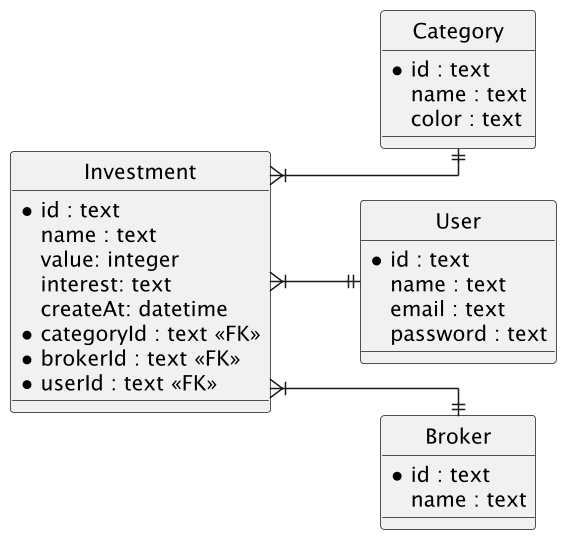 Category
* id : text
name : text
color : text
Investment
* id : text
name : text
value: integer
interest: text
createAt: datetime
* categoryId : text «FK»
* brokerId : text «FK»
* userId : text «FK»
User
* id : text
name : text
email : text
password : text
Broker
* id : text
name : text